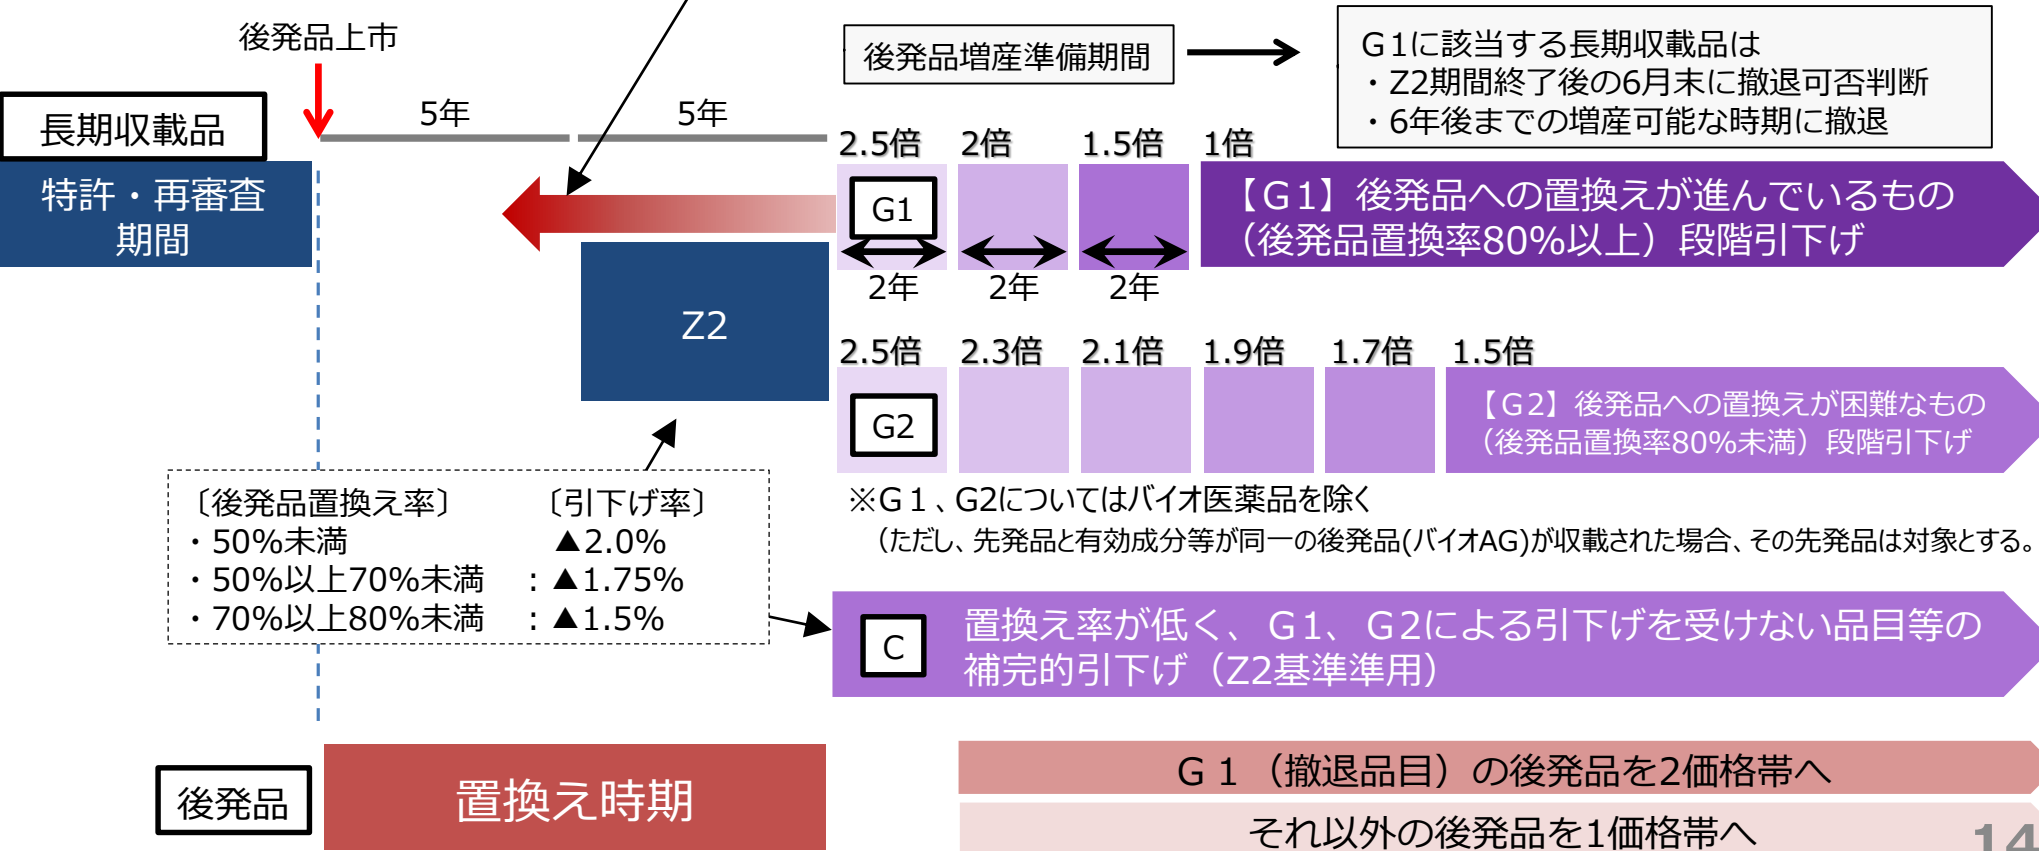 後発品上市
後発品増産準備期間
G1に該当する長期収載品は
・Z2期間終了後の6月末に撤退可否判断
・6年後までの増産可能な時期に撤退
長期収載品
5年
5年
2.5倍
2倍
1.5倍
1倍
特許・再審査
期間
G1
【G1】後発品への置換えが進んでいるもの
（後発品置換率80%以上）段階引下げ
2年
2年
2年
Z2
2.5倍
2.3倍
2.1倍
1.9倍
1.7倍
1.5倍
G2
【G2】後発品への置換えが困難なもの
（後発品置換率80%未満）段階引下げ
〔後発品置換え率〕　〔引下げ率〕
・50%未満　▲2.0%
・50%以上70%未満　：▲1.75%
・70%以上80%未満　：▲1.5%
※G１、G2についてはバイオ医薬品を除く
（ただし、先発品と有効成分等が同一の後発品(バイオAG)が収載された場合、その先発品は対象とする。
C
置換え率が低く、G1、G2による引下げを受けない品目等の
補完的引下げ（Z2基準準用）
後発品
置換え時期
G１（撤退品目）の後発品を2価格帯へ
それ以外の後発品を1価格帯へ
14